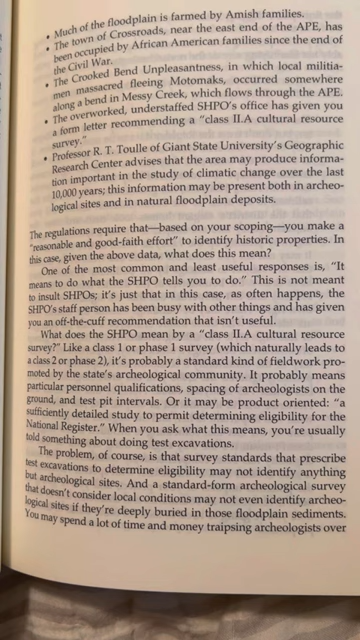 • Much of the floodplain is farmed by Amish families.
• The town of Crossroads, near the east end of the APE, has
been occupied by African American families since the end of
the Civil War.
• The Crooked Bend Unpleasantness, in which local militia-
men massacred fleeing Motomaks, occurred somewhere
along a bend in Messy Creek, which flows through the APE.
• The overworked, understaffed SHPO's office has given you
a form letter recommending a "class II.A cultural resource
survey."
• Professor R. T. Toulle of Giant State University's Geographic
Research Center advises that the area may produce informa-
tion important in the study of climatic change over the last
10,000 years; this information may be present both in archeo-
logical sites and in natural floodplain deposits.
The regulations require that—based on your scoping—you make a
"reasonable and good-faith effort" to identify historic properties. In
this case, given the above data, what does this mean?
One of the most common and least useful responses is, "It
means to do what the SHPO tells you to do." This is not meant
to insult SHPOs; it's just that in this case, as often happens, the
SHPO's staff person has been busy with other things and has given
you an off-the-cuff recommendation that isn't useful.
What does the SHPO mean by a "class II.A cultural resource
survey?" Like a class 1 or phase 1 survey (which naturally leads to
a class 2 or phase 2), it's probably a standard kind of fieldwork pro-
moted by the state's archeological community. It probably means
particular personnel qualifications, spacing of archeologists on the
ground, and test pit intervals. Or it may be product oriented: "a
sufficiently detailed study to permit determining eligibility for the
National Register." When you ask what this means, you're usually
told something about doing test excavations.
The problem, of course, is that survey standards that prescribe
test excavations to determine eligibility may not identify anything
but archeological sites. And a standard-form archeological survey
that doesn't consider local conditions may not even identify archeo-
logical sites if they're deeply buried in those floodplain sediments.
You may spend a lot of time and money traipsing archeologists over